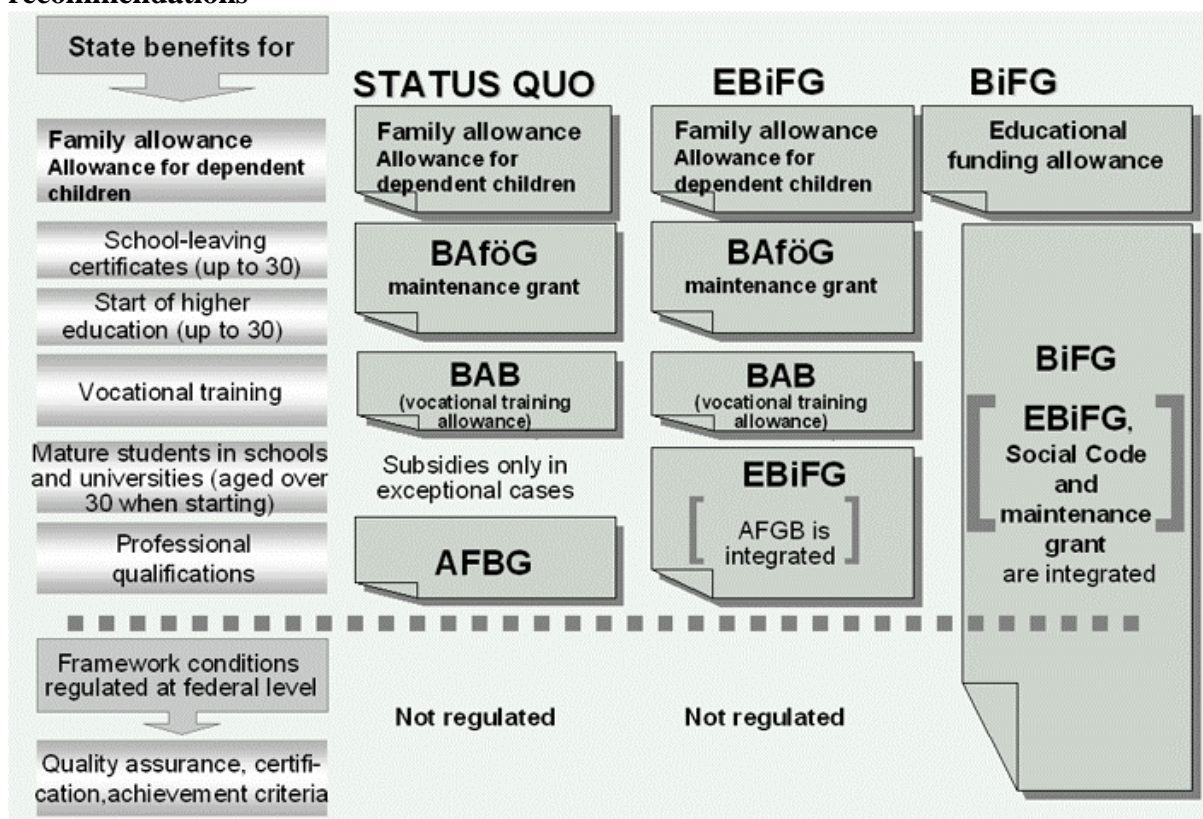 recommendations
State benefits for
STATUS QUO
EBiFG
BiFG
Family allowance
Allowance for dependent
children
Family allowance
Allowance for
dependent children
Family allowance
Allowance for
dependent children
Educational
funding allowance
School-leaving
certificates (up to 30)
Start of higher
education (up to 30)
BAföG
maintenance grant
BAföG
maintenance grant
Vocational training
BAB
(vocational training
allowance)
BAB
(vocational training
allowance)
Mature students in schools
and universities (aged over
30 when starting)
Subsidies only in
exceptional cases
Professional
qualifications
AFBG
EBiFG
AFGB is
integrated
BiFG
EBiFG,
Social Code
and
maintenance
grant
are integrated
Framework conditions
regulated at federal level
Quality assurance, certifi-
cation,achievement criteria
Not regulated
Not regulated